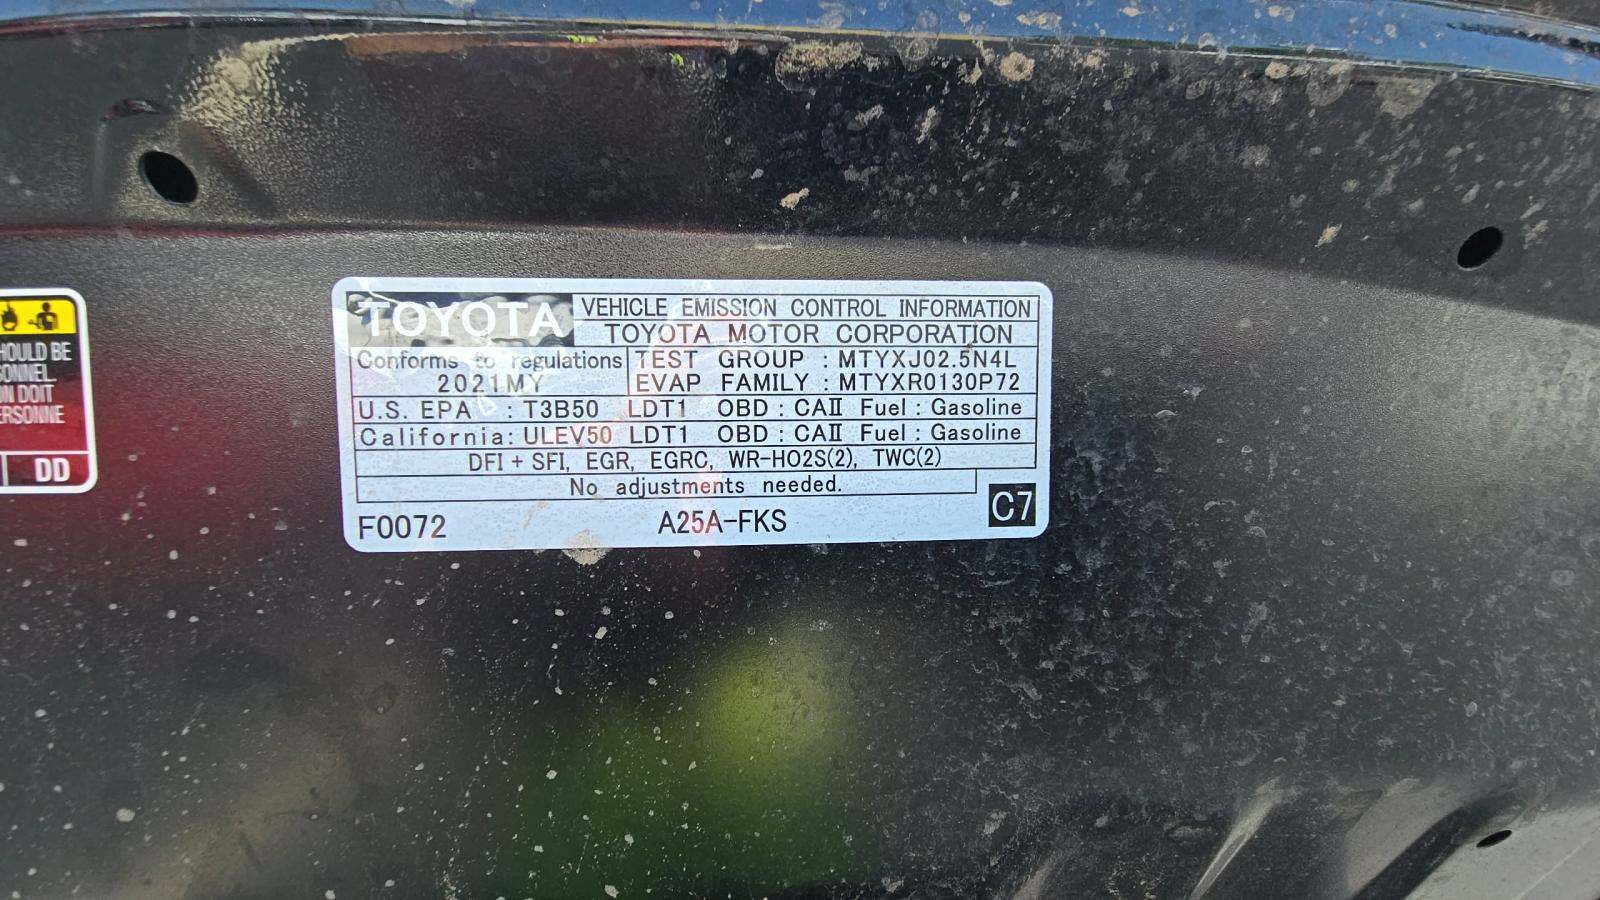 HOULD BE
ONNEL
N DOIT
ERSONNE
DD
TOYOTA
VEHICLE EMISSION CONTROL INFORMATION
TOYOTA MOTOR CORPORATION
Conforms to regulations
2021MY
TEST GROUP : MTYXJ02.5N4L
EVAP FAMILY : MTYXR0130P72
U.S. EPA : T3B50 LDT1 OBD : CAⅡ Fuel : Gasoline
California: ULEV50 LDT1 OBD : CAⅡ Fuel : Gasoline
DFI + SFI, EGR, EGRC, WR-HO2S(2), TWC(2)
No adjustments needed.
F0072
A25A-FKS
C7